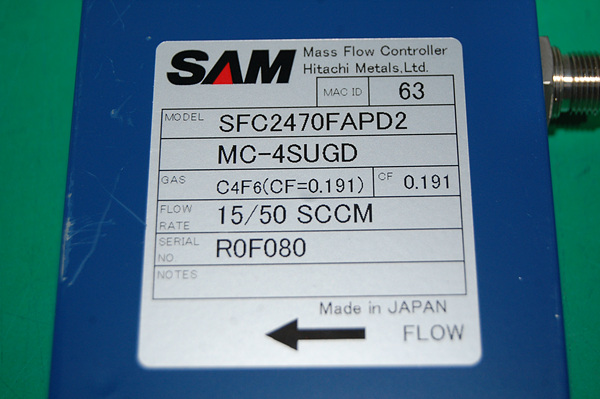 SAM Mass Flow Controller
Hitachi Metals,Ltd.
MAC ID 63
MODEL SFC2470FAPD2
MC-4SUGD
GAS C4F6(CF=0.191) CF 0.191
FLOW RATE 15/50 SCCM
SERIAL NO. R0F080
NOTES
Made in JAPAN
FLOW